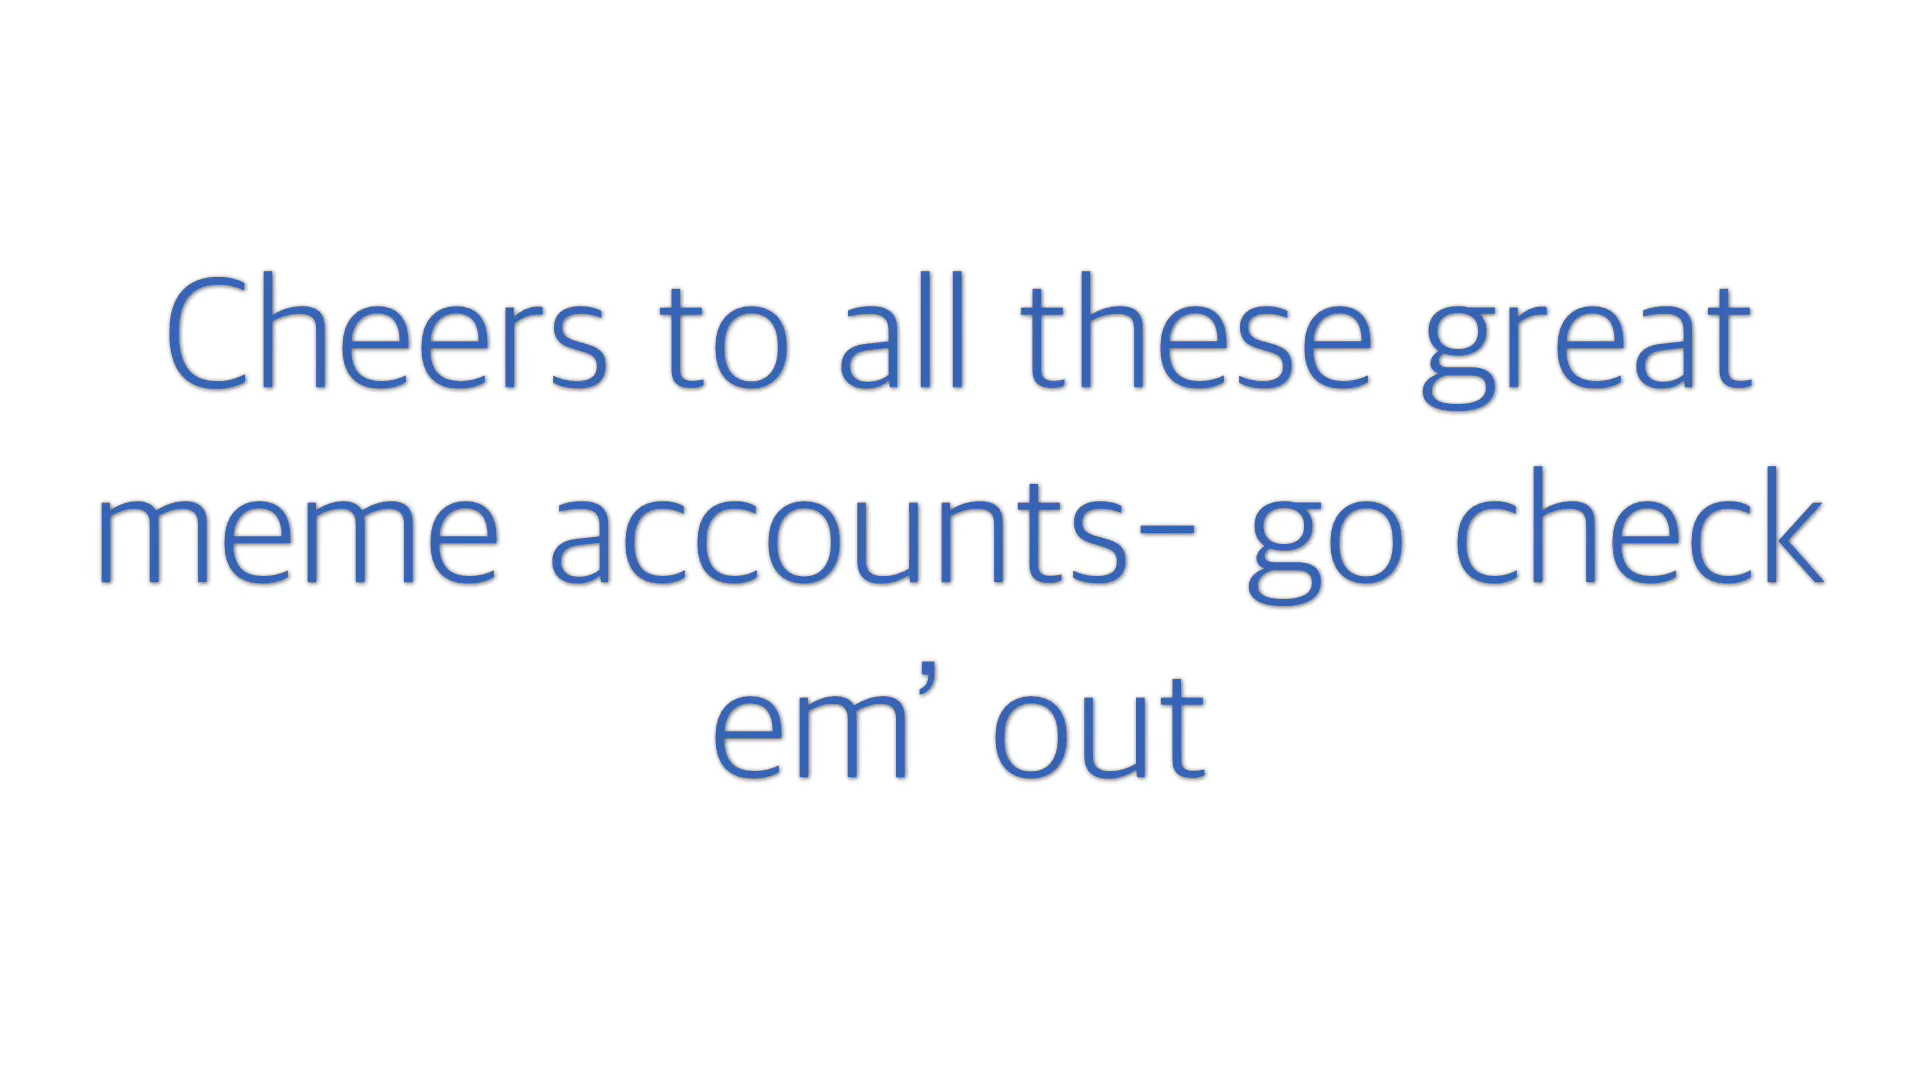 Cheers to all these great
meme accounts- go check
em’ out